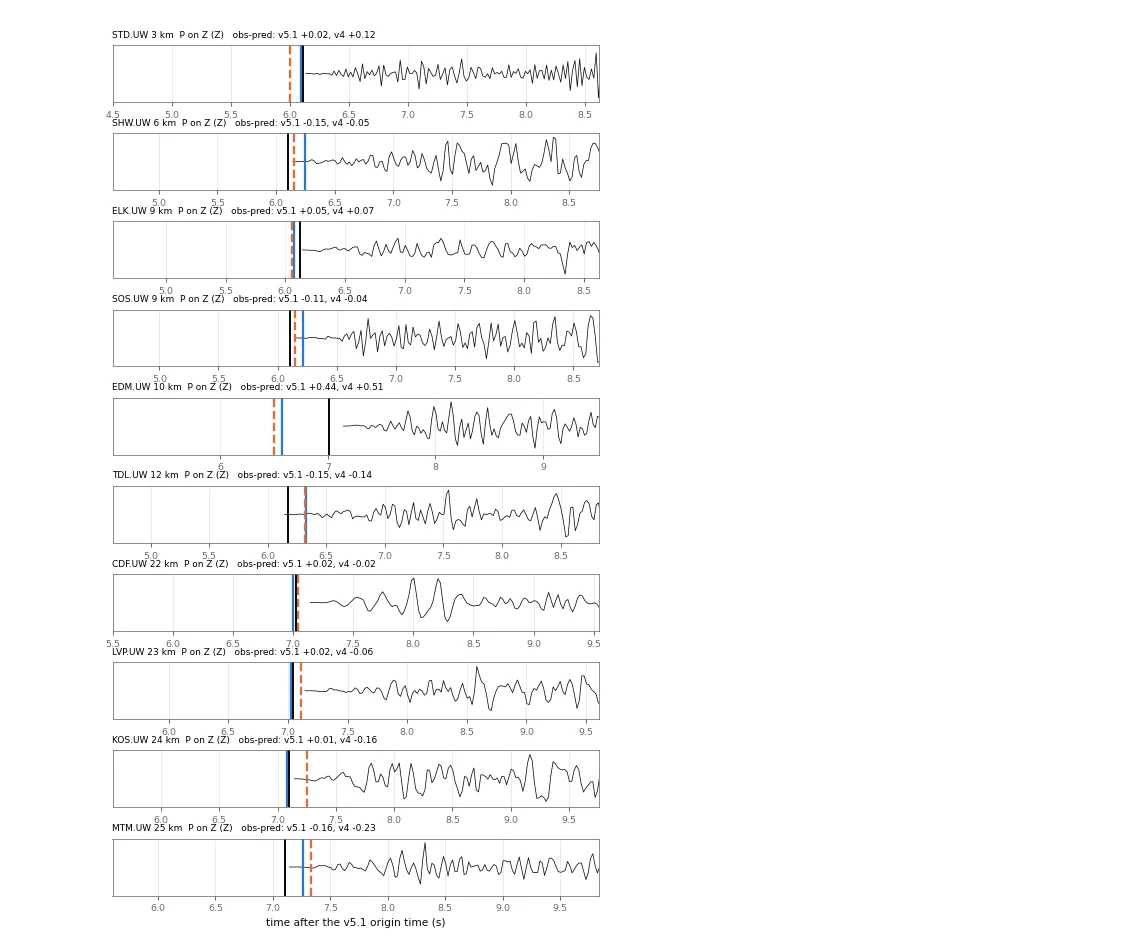 STD.UW 3 km  P on Z (Z)   obs-pred: v5.1 +0.02, v4 +0.12
4.5 5.0 5.5 6.0 6.5 7.0 7.5 8.0 8.5
SHW.UW 6 km  P on Z (Z)   obs-pred: v5.1 -0.15, v4 -0.05
5.0 5.5 6.0 6.5 7.0 7.5 8.0 8.5
ELK.UW 9 km  P on Z (Z)   obs-pred: v5.1 +0.05, v4 +0.07
5.0 5.5 6.0 6.5 7.0 7.5 8.0 8.5
SOS.UW 9 km  P on Z (Z)   obs-pred: v5.1 -0.11, v4 -0.04
5.0 5.5 6.0 6.5 7.0 7.5 8.0 8.5
EDM.UW 10 km  P on Z (Z)   obs-pred: v5.1 +0.44, v4 +0.51
6 7 8 9
TDL.UW 12 km  P on Z (Z)   obs-pred: v5.1 -0.15, v4 -0.14
5.0 5.5 6.0 6.5 7.0 7.5 8.0 8.5
CDF.UW 22 km  P on Z (Z)   obs-pred: v5.1 +0.02, v4 -0.02
5.5 6.0 6.5 7.0 7.5 8.0 8.5 9.0 9.5
LVP.UW 23 km  P on Z (Z)   obs-pred: v5.1 +0.02, v4 -0.06
6.0 6.5 7.0 7.5 8.0 8.5 9.0 9.5
KOS.UW 24 km  P on Z (Z)   obs-pred: v5.1 +0.01, v4 -0.16
6.0 6.5 7.0 7.5 8.0 8.5 9.0 9.5
MTM.UW 25 km  P on Z (Z)   obs-pred: v5.1 -0.16, v4 -0.23
6.0 6.5 7.0 7.5 8.0 8.5 9.0 9.5
time after the v5.1 origin time (s)